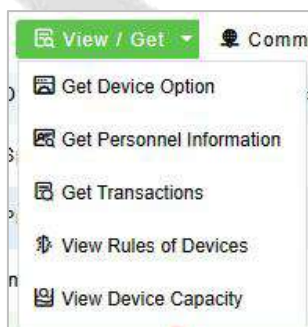 View / Get Comm
Get Device Option
Get Personnel Information
Get Transactions
View Rules of Devices
View Device Capacity